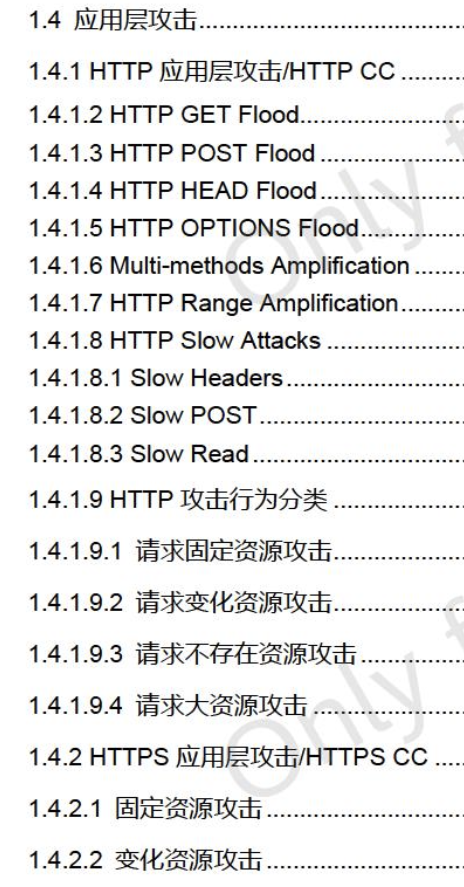 1.4 应用层攻击
1.4.1 HTTP 应用层攻击/HTTP CC
1.4.1.2 HTTP GET Flood
1.4.1.3 HTTP POST Flood
1.4.1.4 HTTP HEAD Flood
1.4.1.5 HTTP OPTIONS Flood
1.4.1.6 Multi-methods Amplification
1.4.1.7 HTTP Range Amplification
1.4.1.8 HTTP Slow Attacks
1.4.1.8.1 Slow Headers
1.4.1.8.2 Slow POST
1.4.1.8.3 Slow Read
1.4.1.9 HTTP 攻击行为分类
1.4.1.9.1 请求固定资源攻击
1.4.1.9.2 请求变化资源攻击
1.4.1.9.3 请求不存在资源攻击
1.4.1.9.4 请求大资源攻击
1.4.2 HTTPS 应用层攻击/HTTPS CC
1.4.2.1 固定资源攻击
1.4.2.2 变化资源攻击
Only f
Only f